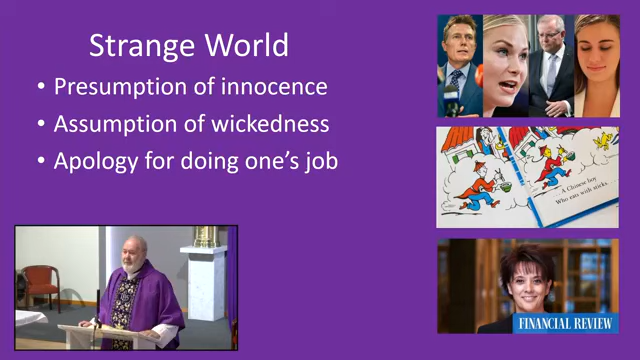 Strange World
• Presumption of innocence
• Assumption of wickedness
• Apology for doing one's job
A Chinese boy
Who eats with sticks...
FINANCIAL REVIEW